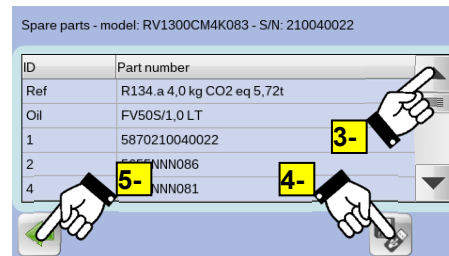 Spare parts - model: RV1300CM4K083 - S/N: 210040022
ID Part number
Ref R134.a 4,0 kg CO2 eq 5,72t
Oil FV50S/1,0 LT
1 5870210040022
3-
2 NNN086
5-
4-
4 NNN081